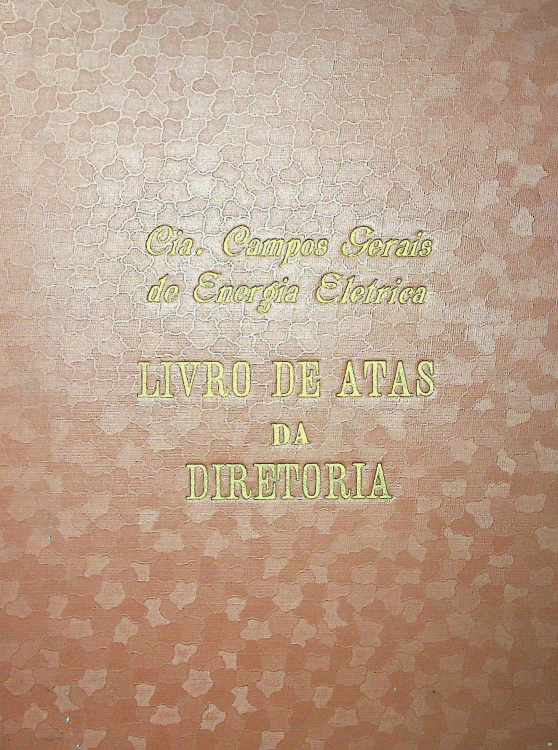 Cia. Campos Gerais
de Energia Eletrica
LIVRO DE ATAS
DA
DIRETORIA